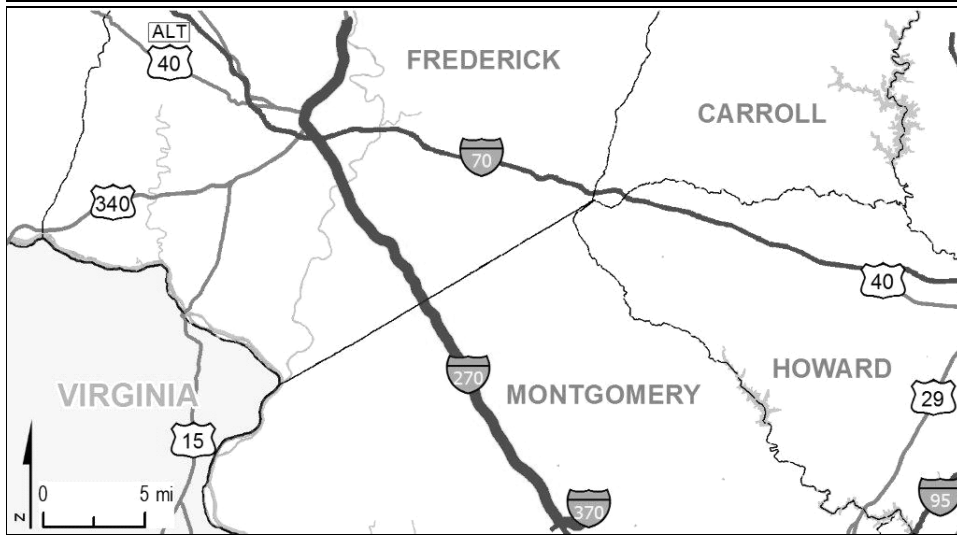 ALT
40
FREDERICK
CARROLL
70
340
40
HOWARD
270
MONTGOMERY
VIRGINIA
29
15
0 5 mi
95
370
N